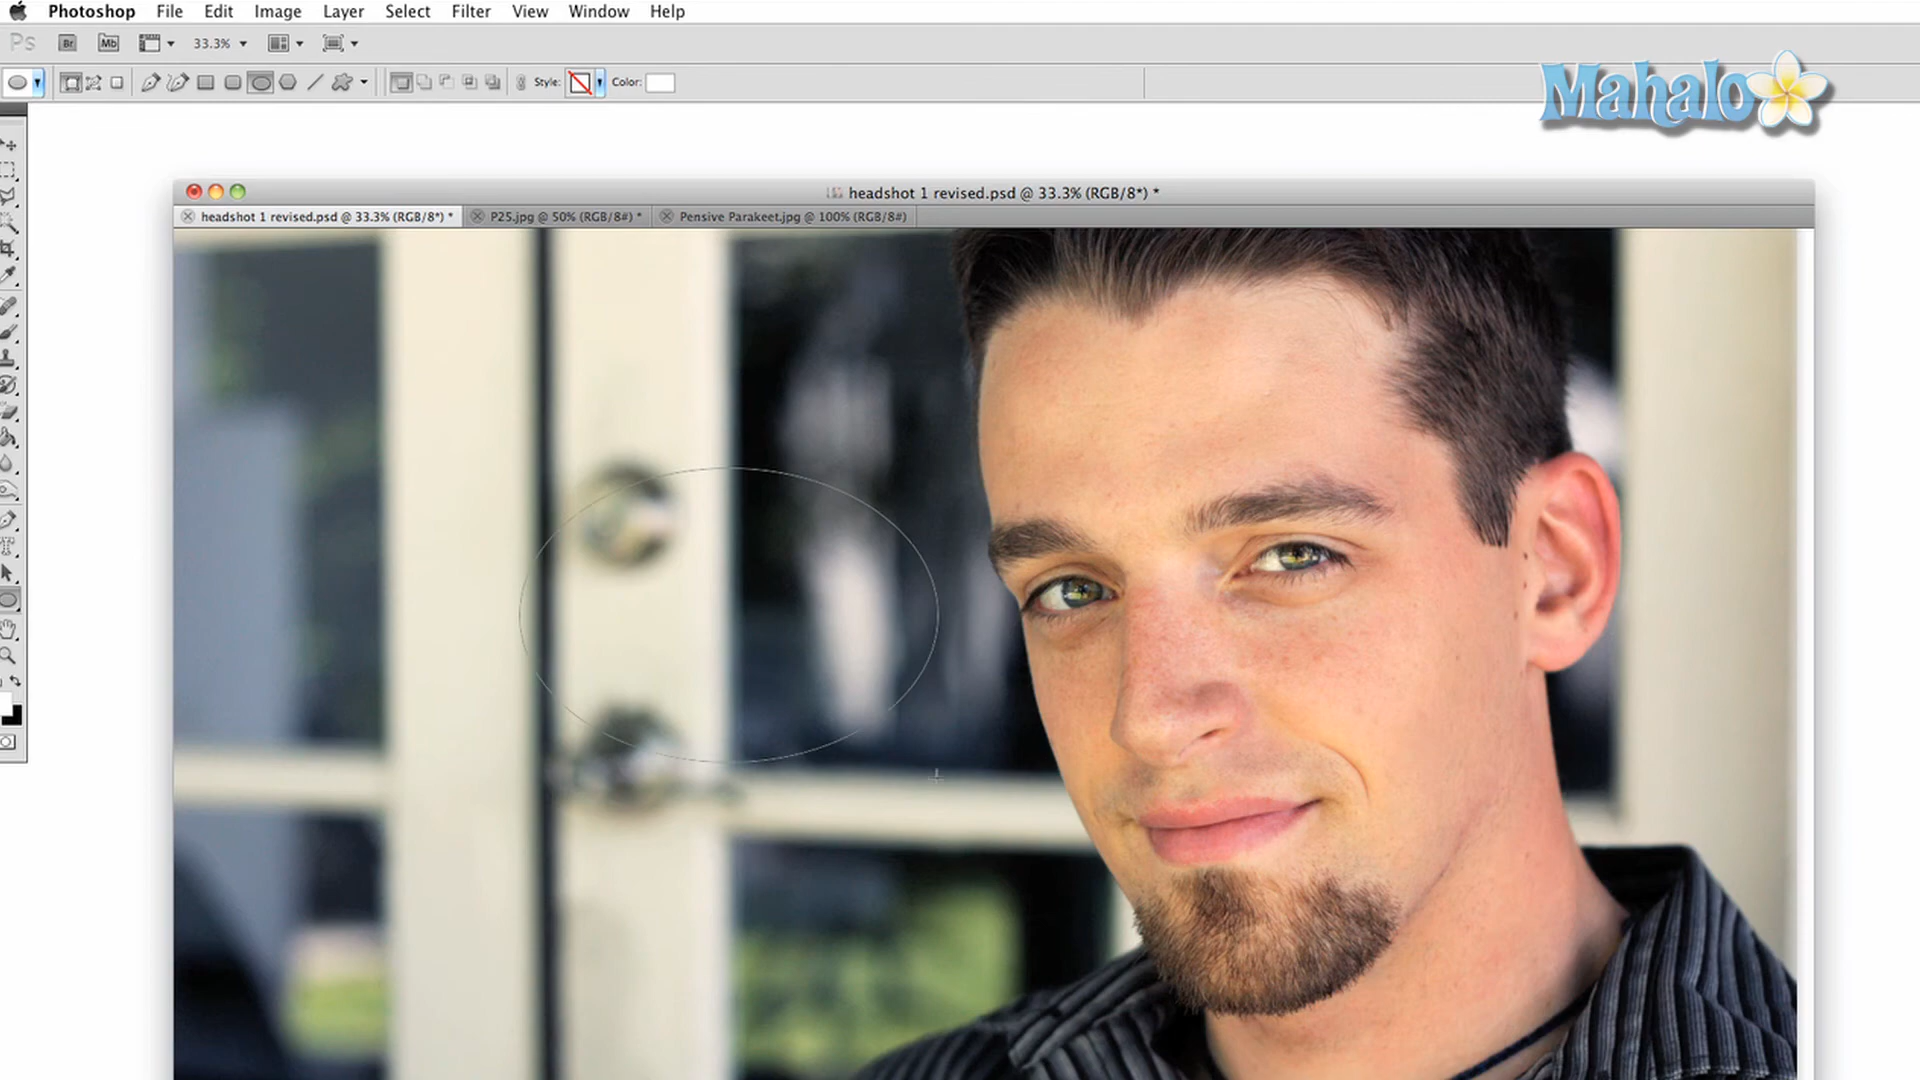 Photoshop File Edit Image Layer Select Filter View Window Help
Ps Br Mb 33.3%
Style: Color:
Mahalo
headshot 1 revised.psd @ 33.3% (RGB/8*) *
headshot 1 revised.psd @ 33.3% (RGB/8*) * P25.jpg @ 50% (RGB/8#) * Pensive Parakeet.jpg @ 100% (RGB/8#)